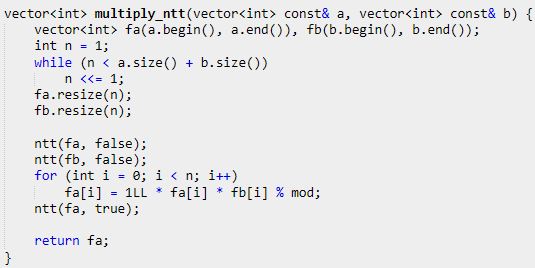 vector<int> multiply_ntt(vector<int> const& a, vector<int> const& b) {
    vector<int> fa(a.begin(), a.end()), fb(b.begin(), b.end());
    int n = 1;
    while (n < a.size() + b.size())
        n <<= 1;
    fa.resize(n);
    fb.resize(n);

    ntt(fa, false);
    ntt(fb, false);
    for (int i = 0; i < n; i++)
        fa[i] = 1LL * fa[i] * fb[i] % mod;
    ntt(fa, true);

    return fa;
}